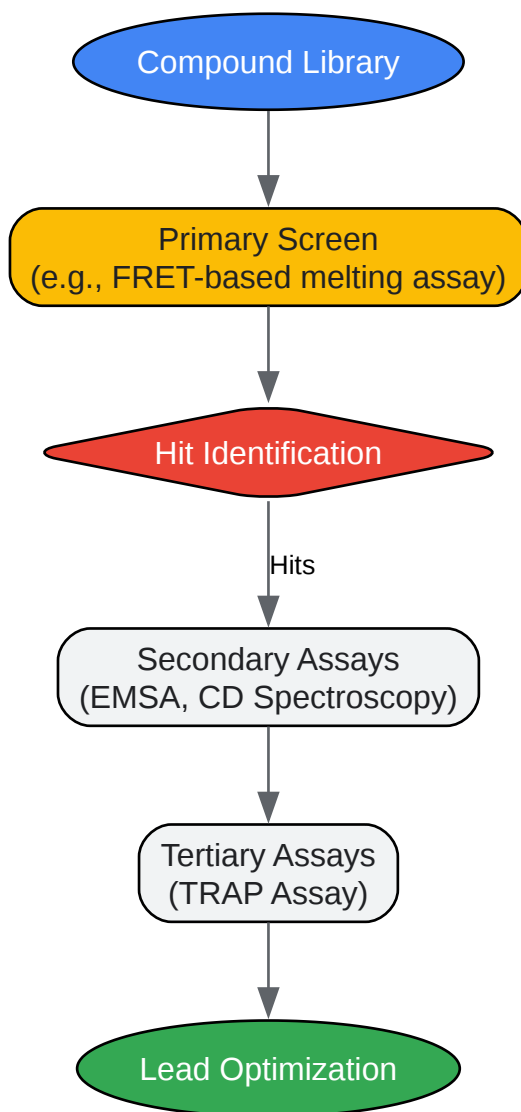 Compound Library
Primary Screen
(e.g., FRET-based melting assay)
Hit Identification
Hits
Secondary Assays
(EMSA, CD Spectroscopy)
Tertiary Assays
(TRAP Assay)
Lead Optimization